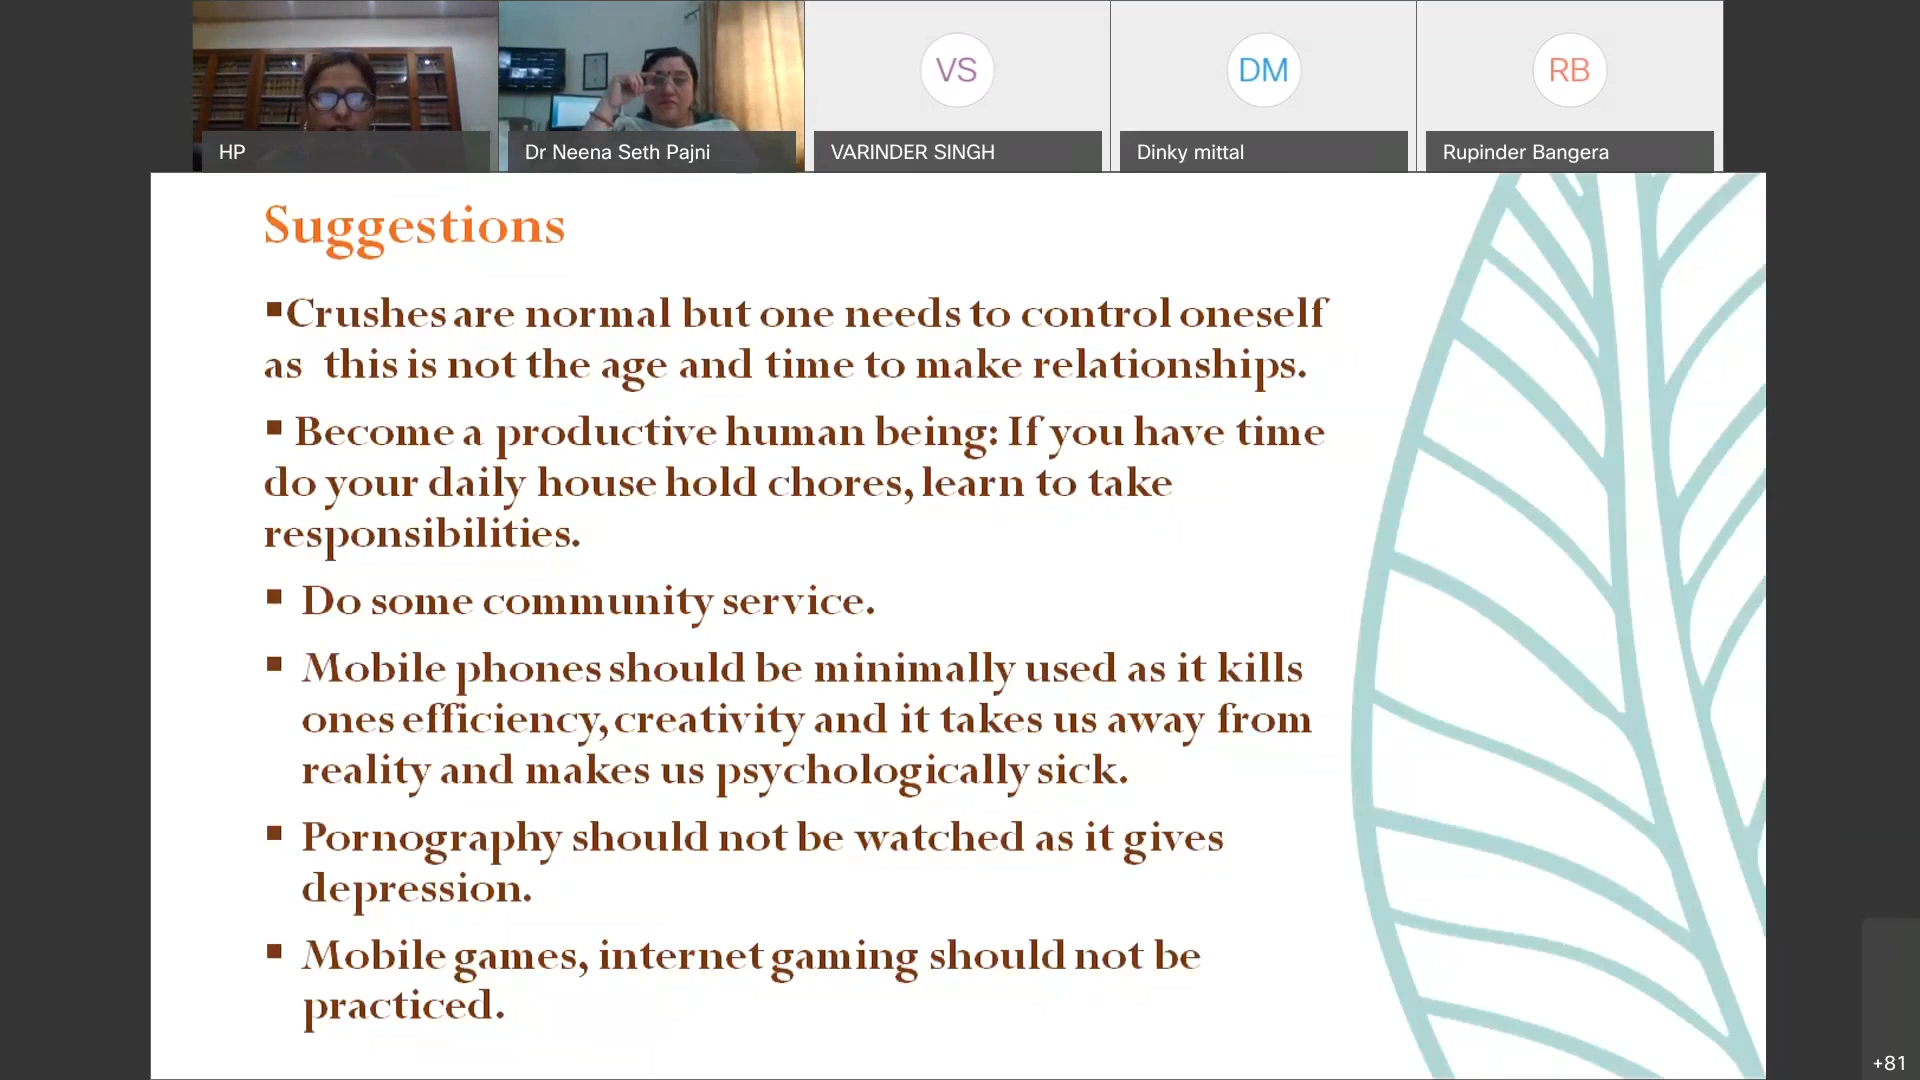 VS
DM
RB
HP
Dr Neena Seth Pajni
VARINDER SINGH
Dinky mittal
Rupinder Bangera
Suggestions
▪Crushes are normal but one needs to control oneself
as this is not the age and time to make relationships.
▪ Become a productive human being: If you have time
do your daily house hold chores, learn to take
responsibilities.
▪ Do some community service.
▪ Mobile phones should be minimally used as it kills
ones efficiency, creativity and it takes us away from
reality and makes us psychologically sick.
▪ Pornography should not be watched as it gives
depression.
▪ Mobile games, internet gaming should not be
practiced.
+81